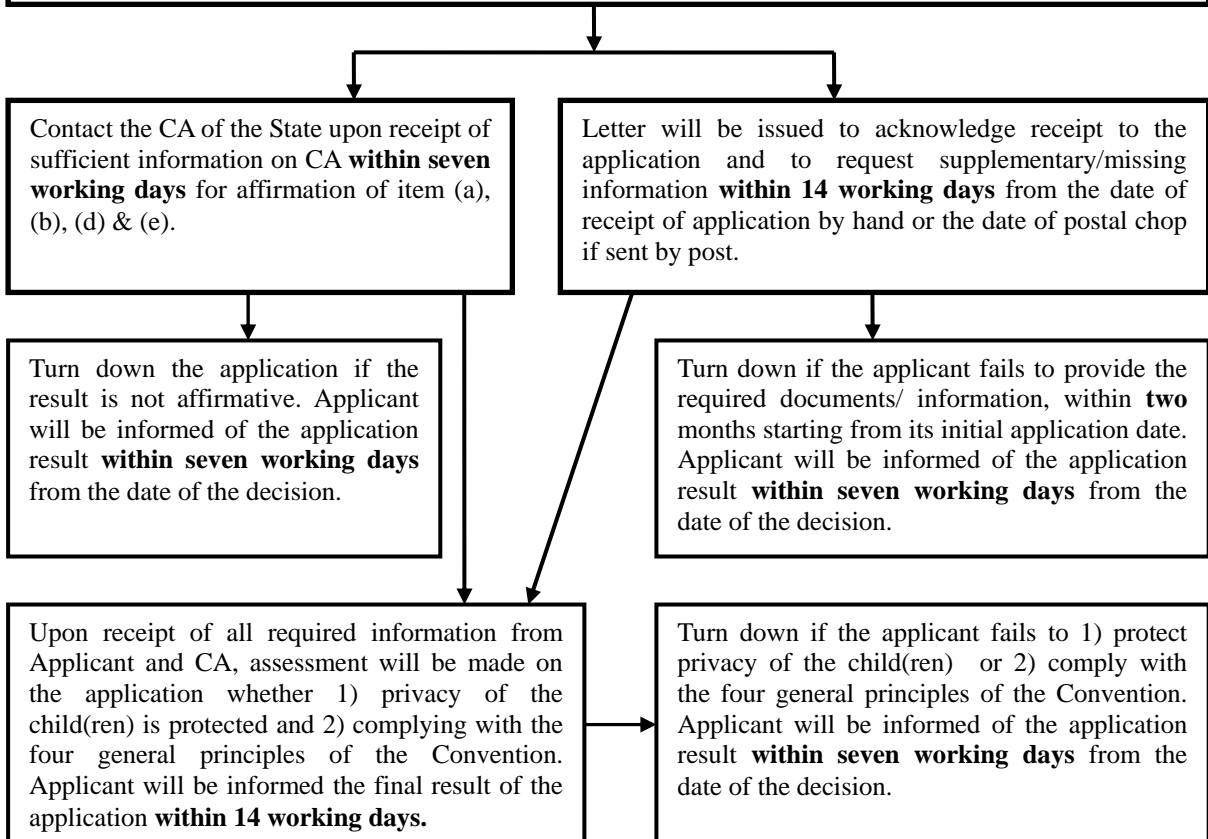 Contact the CA of the State upon receipt of
sufficient information on CA within seven
working days for affirmation of item (a),
(b), (d) & (e).
Letter will be issued to acknowledge receipt to the
application and to request supplementary/missing
information within 14 working days from the date of
receipt of application by hand or the date of postal chop
if sent by post.
Turn down the application if the
result is not affirmative. Applicant
will be informed of the application
result within seven working days
from the date of the decision.
Turn down if the applicant fails to provide the
required documents/ information, within two
months starting from its initial application date.
Applicant will be informed of the application
result within seven working days from the
date of the decision.
Upon receipt of all required information from
Applicant and CA, assessment will be made on
the application whether 1) privacy of the
child(ren) is protected and 2) complying with the
four general principles of the Convention.
Applicant will be informed the final result of the
application within 14 working days.
Turn down if the applicant fails to 1) protect
privacy of the child(ren) or 2) comply with
the four general principles of the Convention.
Applicant will be informed of the application
result within seven working days from the
date of the decision.